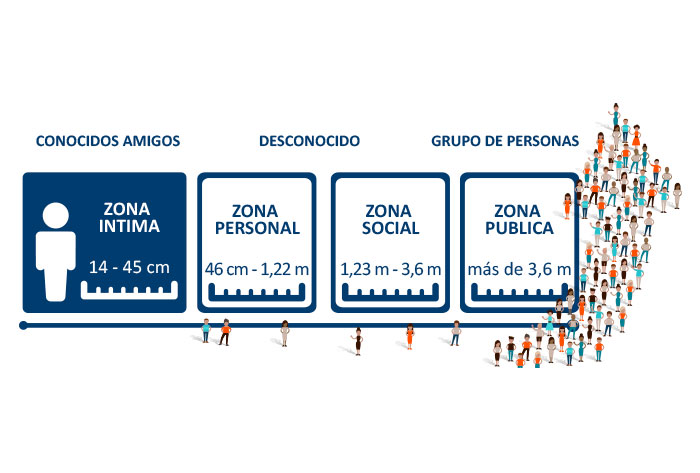 CONOCIDOS AMIGOS
DESCONOCIDO
GRUPO DE PERSONAS
ZONA
INTIMA
14 - 45 cm
ZONA
PERSONAL
46 cm - 1,22 m
ZONA
SOCIAL
1,23 m - 3,6 m
ZONA
PUBLICA
más de 3,6 m